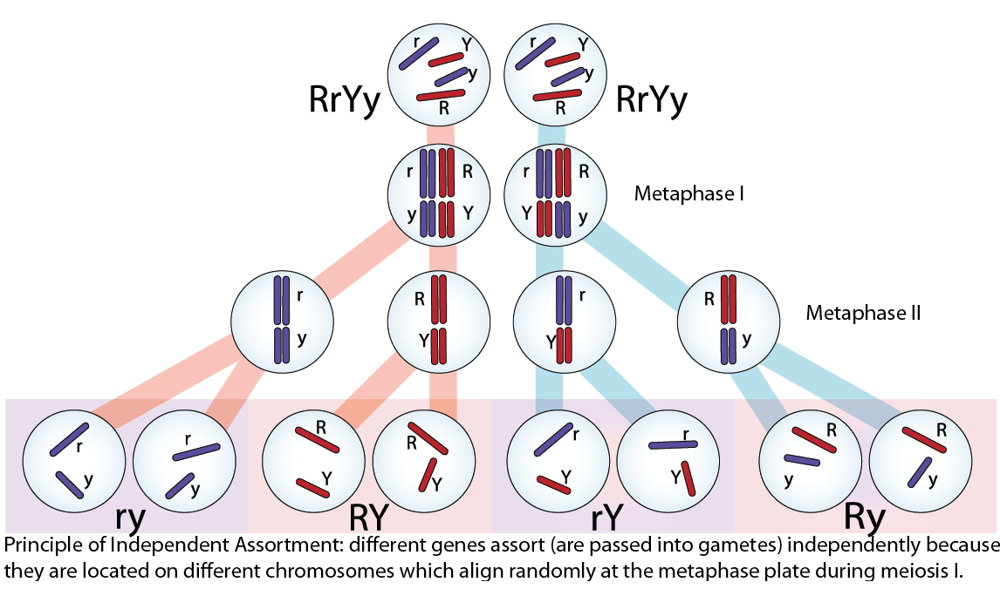 r Y y R
RrYy
r Y y R
RrYy
r R y Y
r R Y y
Metaphase I
r y
R Y
r Y
R y
Metaphase II
r y
r y
R Y
R Y
r Y
r Y
R y
R y
ry RY rY Ry
Principle of Independent Assortment: different genes assort (are passed into gametes) independently because
they are located on different chromosomes which align randomly at the metaphase plate during meiosis I.